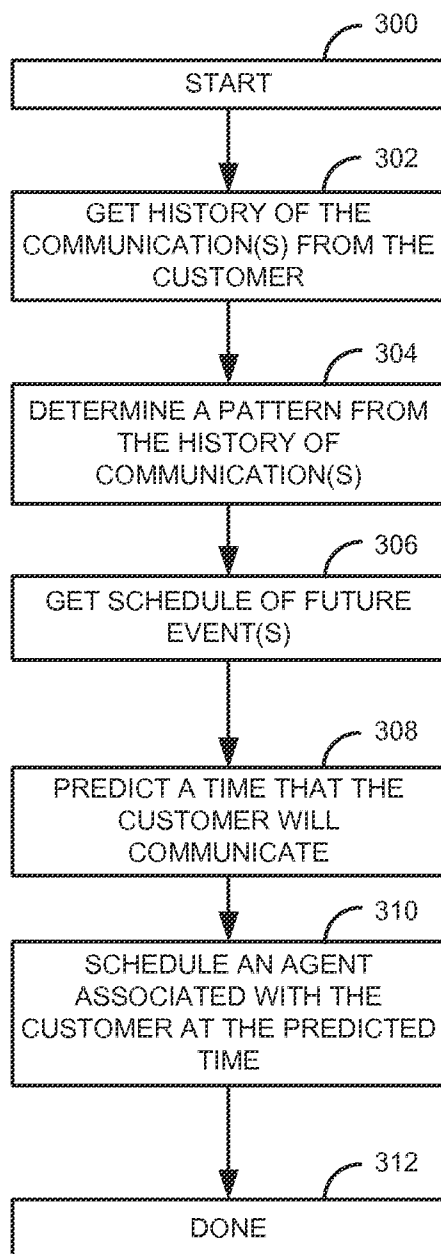 300
START
302
GET HISTORY OF THE
COMMUNICATION(S) FROM THE
CUSTOMER
304
DETERMINE A PATTERN FROM
THE HISTORY OF
COMMUNICATION(S)
306
GET SCHEDULE OF FUTURE
EVENT(S)
308
PREDICT A TIME THAT THE
CUSTOMER WILL
COMMUNICATE
310
SCHEDULE AN AGENT
ASSOCIATED WITH THE
CUSTOMER AT THE PREDICTED
TIME
312
DONE